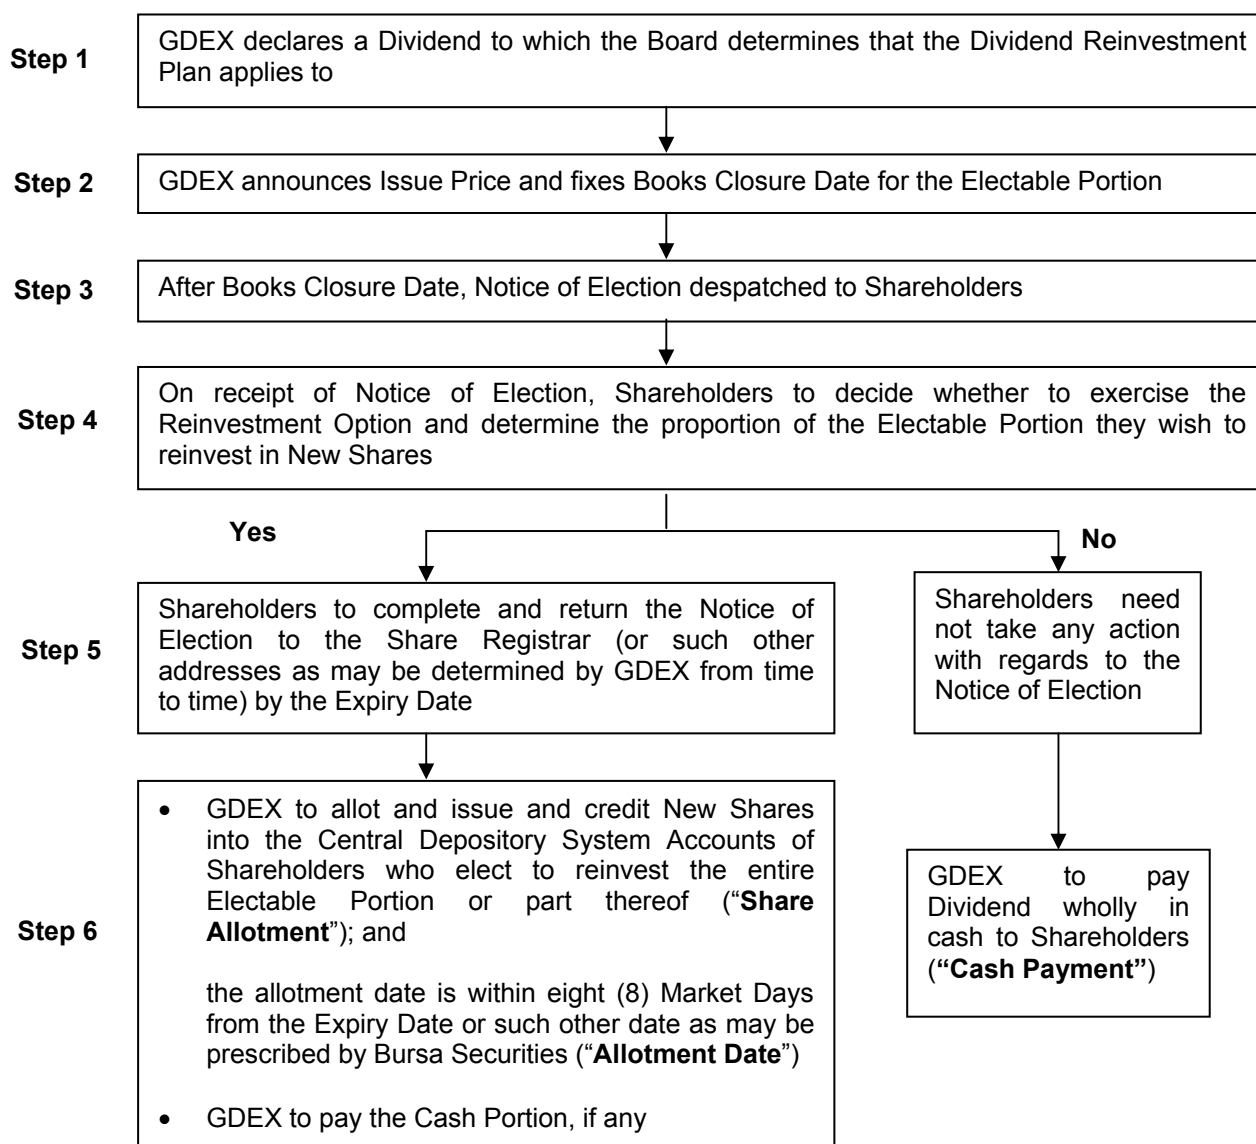 Step 1
GDEX declares a Dividend to which the Board determines that the Dividend Reinvestment
Plan applies to
Step 2
GDEX announces Issue Price and fixes Books Closure Date for the Electable Portion
Step 3
After Books Closure Date, Notice of Election despatched to Shareholders
Step 4
On receipt of Notice of Election, Shareholders to decide whether to exercise the
Reinvestment Option and determine the proportion of the Electable Portion they wish to
reinvest in New Shares
Yes
No
Step 5
Shareholders to complete and return the Notice of
Election to the Share Registrar (or such other
addresses as may be determined by GDEX from time
to time) by the Expiry Date
Shareholders need
not take any action
with regards to the
Notice of Election
Step 6
• GDEX to allot and issue and credit New Shares
into the Central Depository System Accounts of
Shareholders who elect to reinvest the entire
Electable Portion or part thereof (“Share
Allotment”); and
the allotment date is within eight (8) Market Days
from the Expiry Date or such other date as may be
prescribed by Bursa Securities (“Allotment Date”)
• GDEX to pay the Cash Portion, if any
GDEX to pay
Dividend wholly in
cash to Shareholders
(“Cash Payment”)